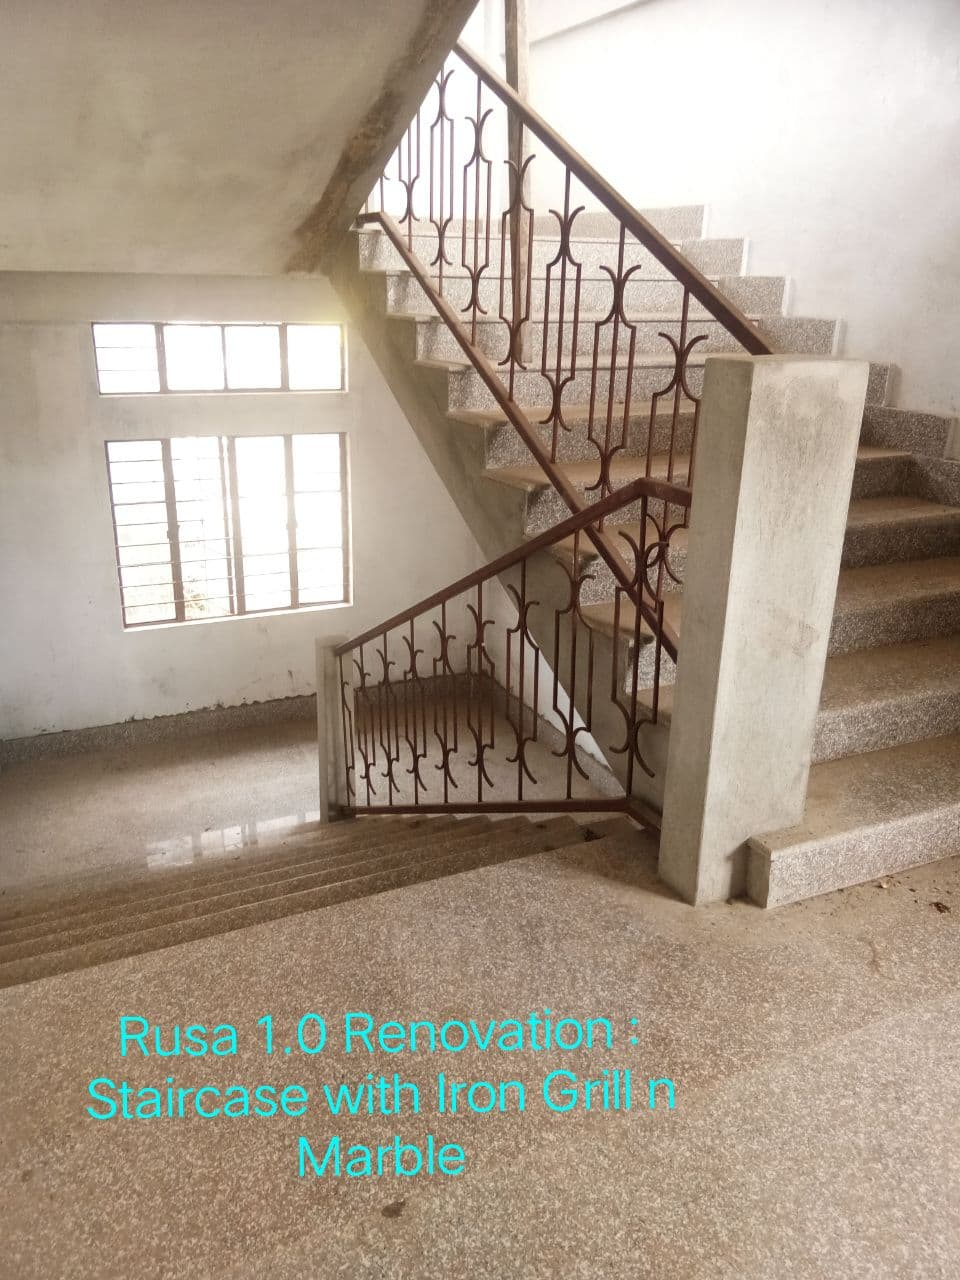 Rusa 1.0 Renovation :
Staircase with Iron Grill n
Marble